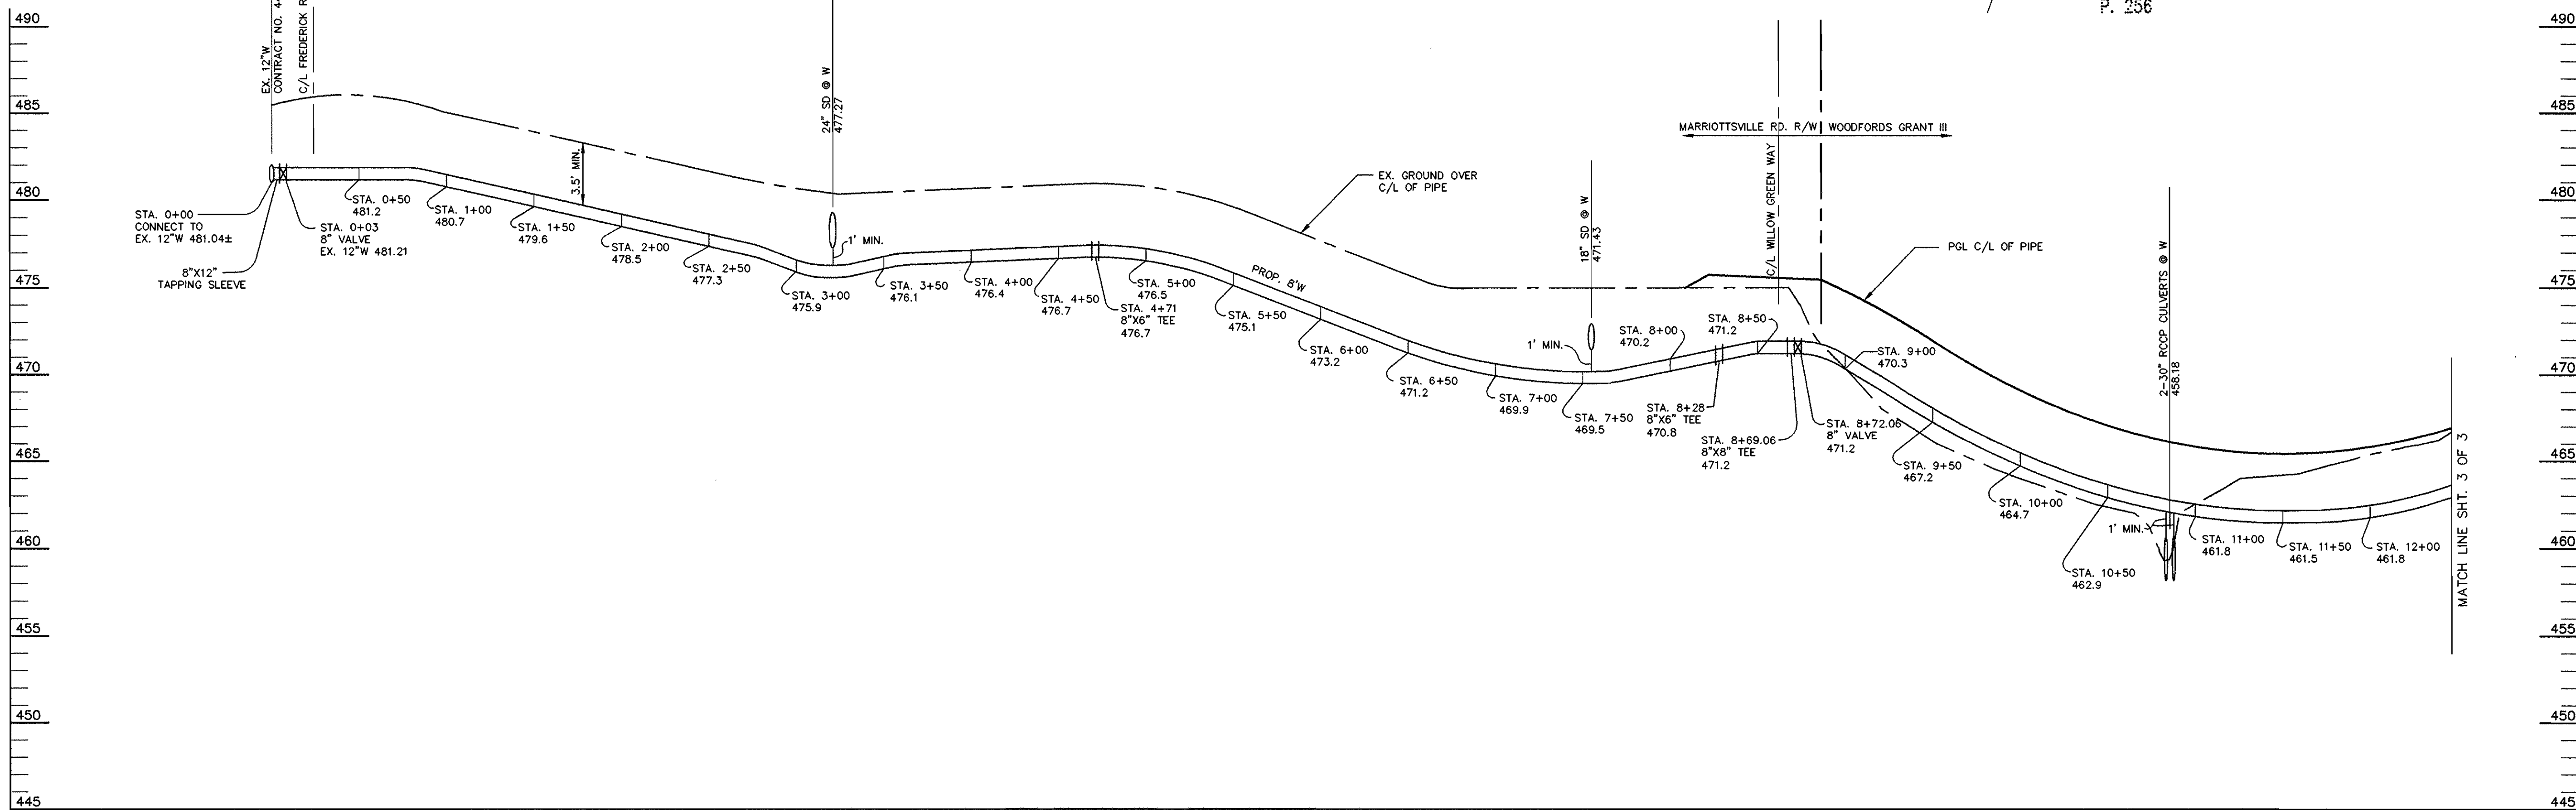 P. 256
490
485
480
475
470
465
460
455
450
445
EX. 12"W
CONTRACT NO.
C/L FREDERICK
STA. 0+00
CONNECT TO
EX. 12"W 481.04±
8"X12"
TAPPING SLEEVE
STA. 0+03
8" VALVE
EX. 12"W 481.21
STA. 0+50
481.2
STA. 1+00
480.7
STA. 1+50
479.6
3.5' MIN.
STA. 2+00
478.5
STA. 2+50
477.3
STA. 3+00
475.9
24" SD @ W
477.27
1' MIN.
STA. 3+50
476.1
STA. 4+00
476.4
STA. 4+50
476.7
STA. 4+71
8"X6" TEE
476.7
STA. 5+00
476.5
STA. 5+50
475.1
PROP. 8"W
EX. GROUND OVER
C/L OF PIPE
STA. 6+00
473.2
STA. 6+50
471.2
STA. 7+00
469.9
STA. 7+50
469.5
18" SD @ W
471.43
1' MIN.
STA. 8+00
470.2
STA. 8+28
8"X6" TEE
470.8
STA. 8+50
471.2
STA. 8+69.06
8"X8" TEE
471.2
STA. 8+72.06
8" VALVE
471.2
MARRIOTTSVILLE RD. R/W
WOODFORDS GRANT III
C/L WILLOW GREEN WAY
PGL C/L OF PIPE
STA. 9+00
470.3
STA. 9+50
467.2
STA. 10+00
464.7
STA. 10+50
462.9
2-30" RCCP CULVERTS @ W
458.18
1' MIN.
STA. 11+00
461.8
STA. 11+50
461.5
STA. 12+00
461.8
MATCH LINE SHT. 3 OF 3
490
485
480
475
470
465
460
455
450
445